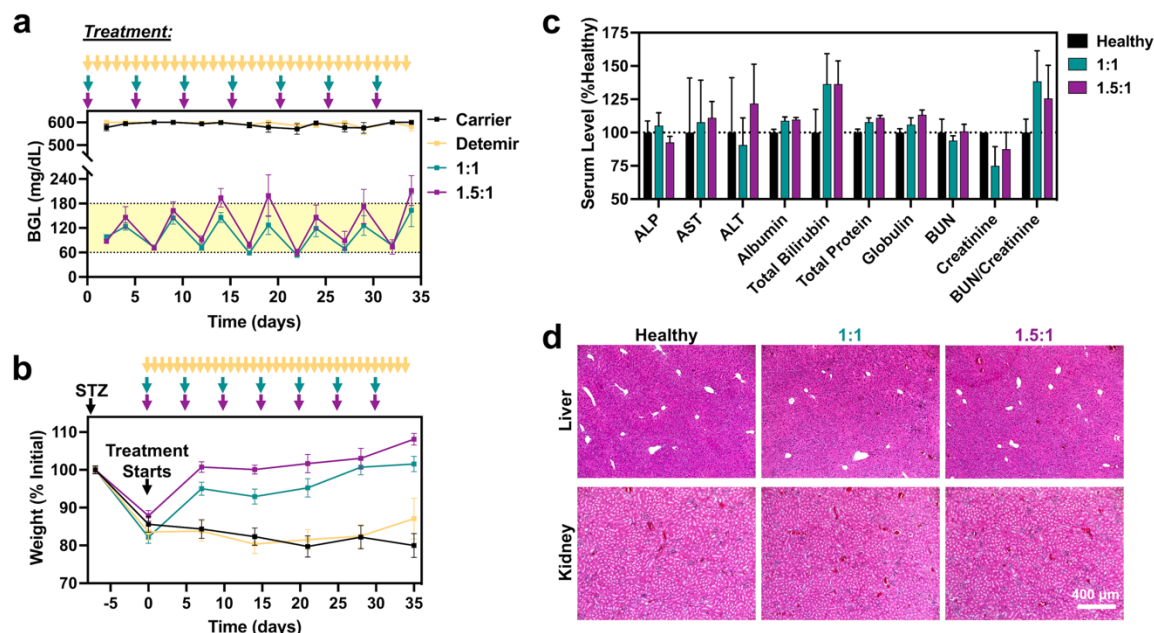 a
Treatment:
600
500
240
180
120
60
0
BGL (mg/dL)
0 5 10 15 20 25 30 35
Time (days)
Carrier
Detemir
1:1
1.5:1
b
STZ
Treatment
Starts
110
100
90
80
70
Weight (% Initial)
-5 0 5 10 15 20 25 30 35
Time (days)
c
175
150
125
100
75
50
Serum Level (%Healthy)
Healthy
1:1
1.5:1
ALP
AST
ALT
Albumin
Total Bilirubin
Total Protein
Globulin
BUN
Creatinine
BUN/Creatinine
d
Healthy 1:1 1.5:1
Liver
Kidney
400 µm